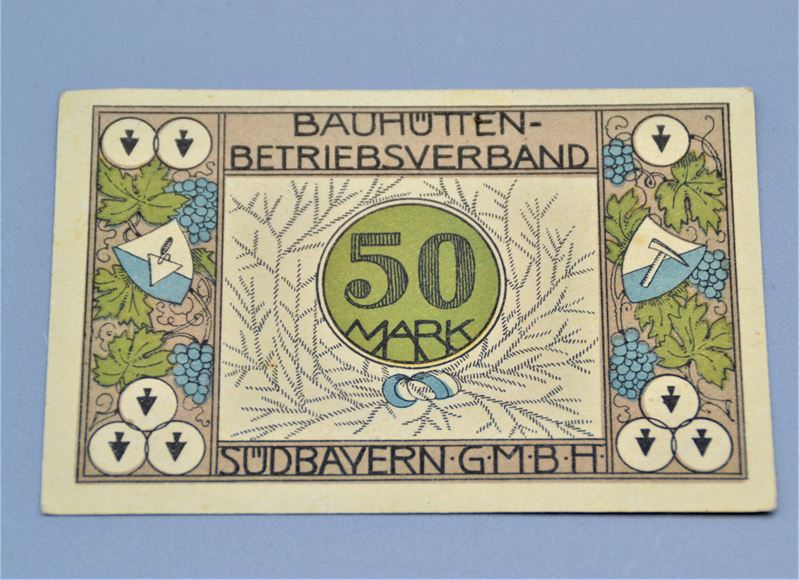 BAUHÜTTEN-
BETRIEBSVERBAND
50
MARK
SÜDBAYERN·G·M·B·H·